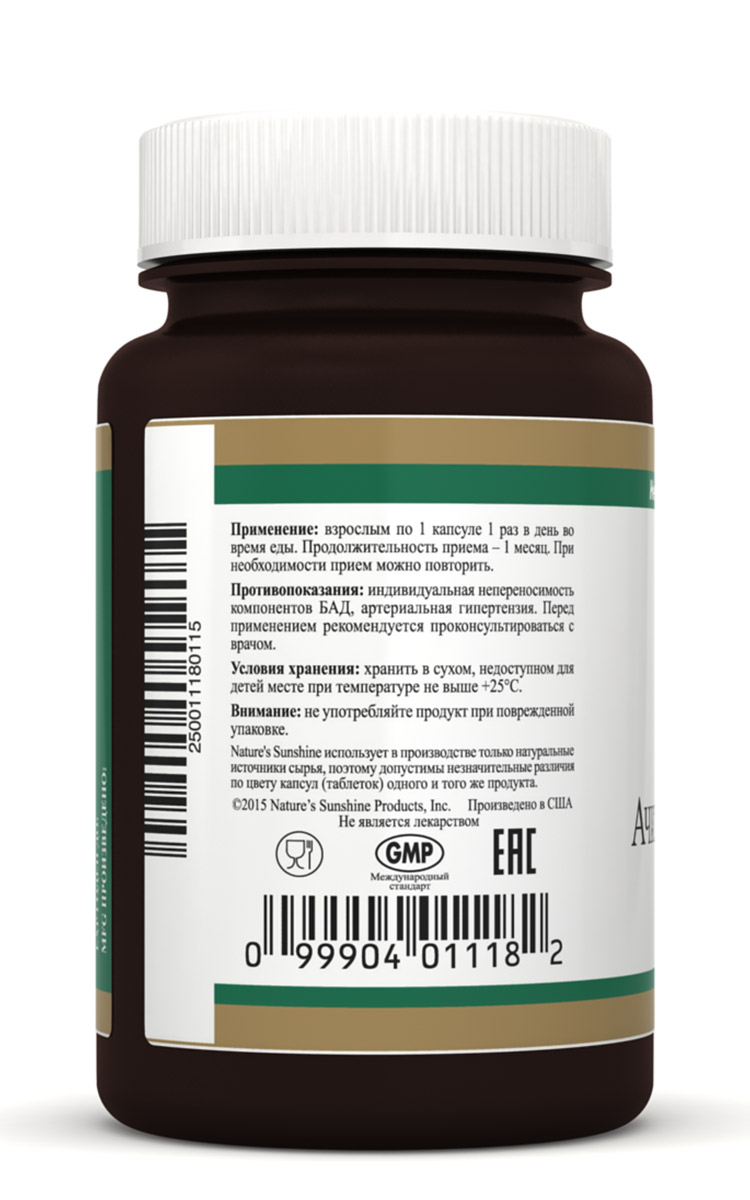 Применение: взрослым по 1 капсуле 1 раз в день во
время еды. Продолжительность приема – 1 месяц. При
необходимости прием можно повторить.
Противопоказания: индивидуальная непереносимость
компонентов БАД, артериальная гипертензия. Перед
применением рекомендуется проконсультироваться с
врачом.
Условия хранения: хранить в сухом, недоступном для
детей месте при температуре не выше +25°С.
Внимание: не употребляйте продукт при поврежденной
упаковке.
Nature's Sunshine использует в производстве только натуральные
источники сырья, поэтому допустимы незначительные различия
по цвету капсул (таблеток) одного и того же продукта.
©2015 Nature's Sunshine Products, Inc. Произведено в США
Не является лекарством
GMP
Международный
стандарт
EAC
0 99904 01118 2
250011180115
MFG ПРОИЗВЕДЕНО: